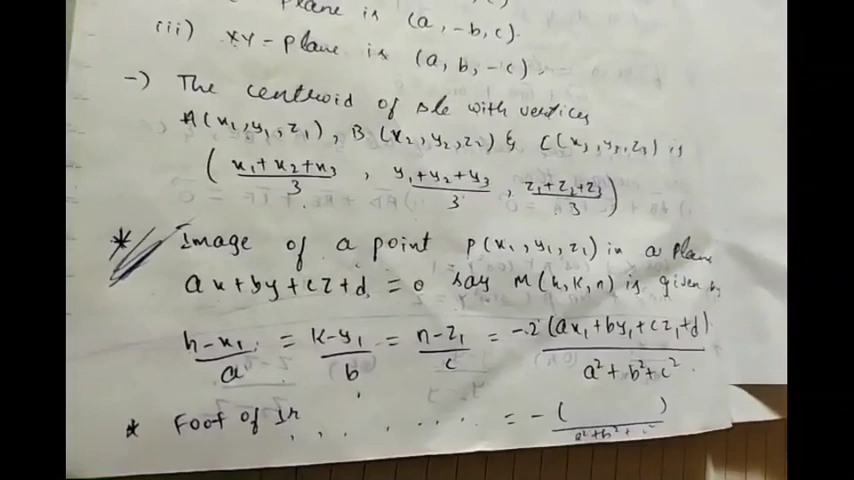 plane is (a, -b, c).
(iii) XY-plane is (a, b, -c).
-) The centroid of sle with vertices
A(x₁, y₁, z₁), B(x₂, y₂, z₂) & C(x₃, y₃, z₃) is
((x₁+x₂+x₃)/3, (y₁+y₂+y₃)/3, (z₁+z₂+z₃)/3)
* Image of a point P(x₁, y₁, z₁) in a plane
ax+by+cz+d = 0 say M(h, k, n) is given by
(h-x₁)/a = (k-y₁)/b = (n-z₁)/c = -2(ax₁+by₁+cz₁+d)/(a²+b²+c²)
* Foot of Ir . . . . . . . = -( )/(a²+b²+c²)